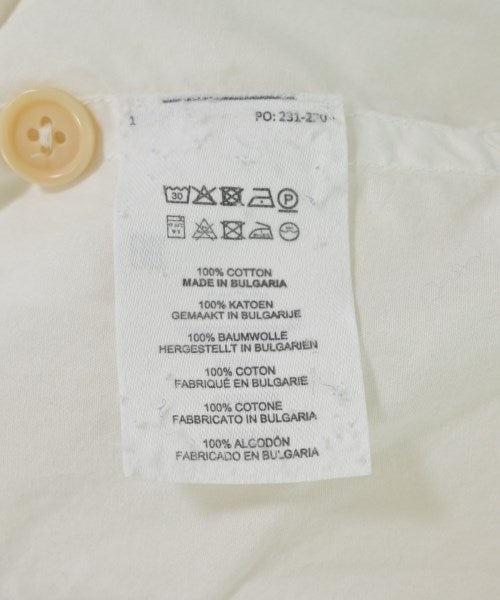 1
PO: 231-
30
100% COTTON
MADE IN BULGARIA
100% KATOEN
GEMAAKT IN BULGARIJE
100% BAUMWOLLE
HERGESTELLT IN BULGARIEN
100% COTON
FABRIQUÉ EN BULGARIE
100% COTONE
FABBRICATO IN BULGARIA
100% ALGODÓN
FABRICADO EN BULGARIA